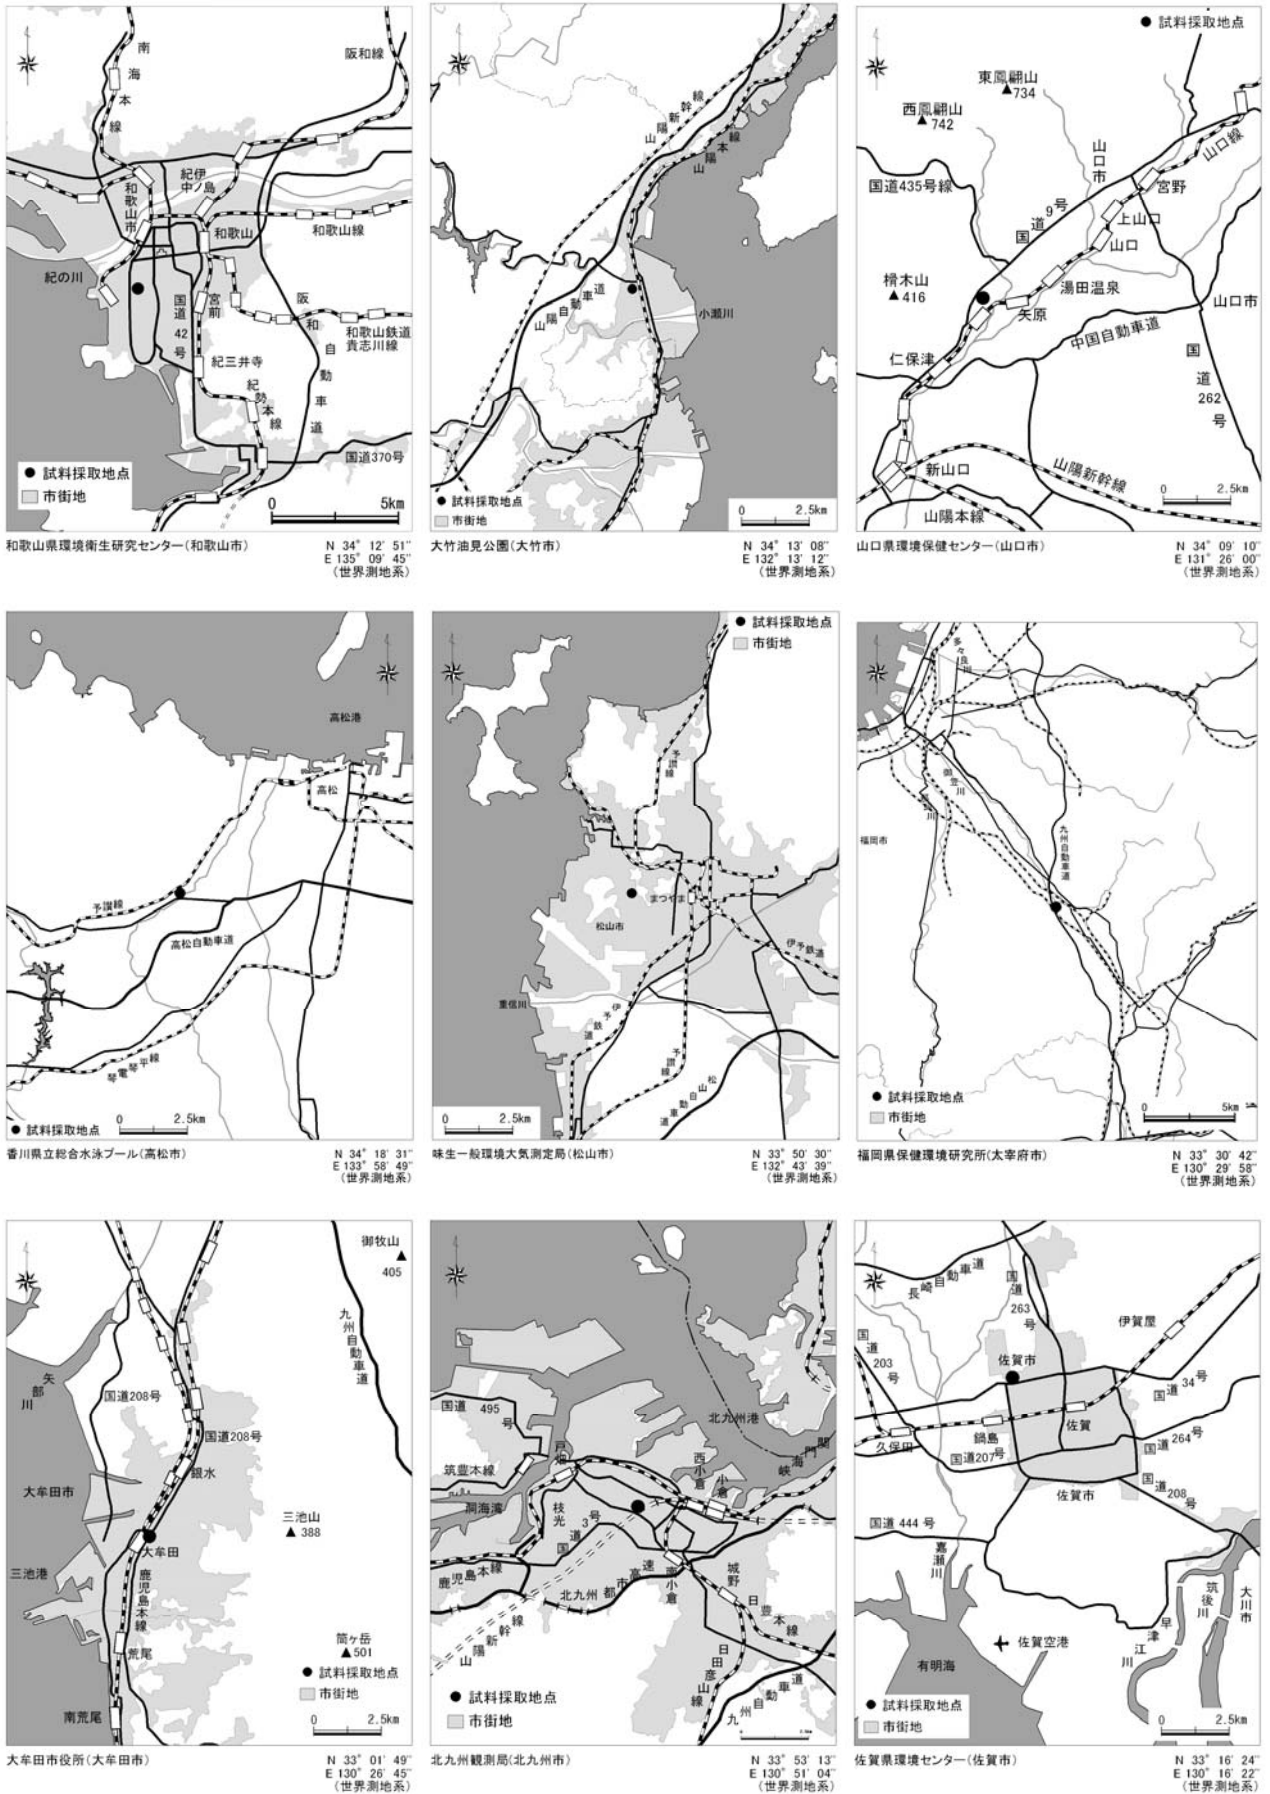 南海本線
阪和線
紀伊中ノ島
和歌山市
和歌山
和歌山線
紀の川
国道42号
宮前
阪和自動車道
和歌山鉄道
貴志川線
紀三井寺
紀勢本線
国道370号
● 試料採取地点
市街地
0 5km
和歌山県環境衛生研究センター(和歌山市)
N 34° 12' 51"
E 135° 09' 45"
(世界測地系)
山陽新幹線
山陽本線
山陽自動車道
小瀬川
● 試料採取地点
市街地
0 2.5km
大竹油見公園(大竹市)
N 34° 13' 08"
E 132° 13' 12"
(世界測地系)
● 試料採取地点
東鳳翩山
▲734
西鳳翩山
▲742
山口市
山口線
国道435号線
宮野
国道9号
上山口
山口
湯田温泉
榾木山
▲416
矢原
山口市
中国自動車道
仁保津
国道262号
新山口
山陽新幹線
山陽本線
0 2.5km
山口県環境保健センター(山口市)
N 34° 09' 10"
E 131° 26' 00"
(世界測地系)
高松港
高松
予讃線
高松自動車道
琴電琴平線
0 2.5km
● 試料採取地点
香川県立総合水泳プール(高松市)
N 34° 18' 31"
E 133° 58' 49"
(世界測地系)
● 試料採取地点
市街地
予讃線
まつやま
松山市
伊予鉄道
重信川
伊予鉄道
予讃線
松山自動車道
0 2.5km
味生一般環境大気測定局(松山市)
N 33° 50' 30"
E 132° 43' 39"
(世界測地系)
多々良川
御笠川
川
福岡市
九州自動車道
● 試料採取地点
市街地
0 5km
福岡県保健環境研究所(太宰府市)
N 33° 30' 42"
E 130° 29' 58"
(世界測地系)
御牧山
▲
405
九州自動車道
矢部川
国道208号
国道208号
銀水
大牟田市
三池山
▲388
大牟田
三池港
鹿児島本線
筒ヶ岳
▲501
荒尾
● 試料採取地点
市街地
南荒尾
0 2.5km
大牟田市役所(大牟田市)
N 33° 01' 49"
E 130° 26' 45"
(世界測地系)
国道495号
北九州港
戸畑
西小倉
小倉
関門海峡
筑豊本線
洞海湾
枝光
国道3号
鹿児島本線
北九州都市高速
南小倉
城野
日豊本線
山陽新幹線
日田彦山線
九州自動車道
● 試料採取地点
市街地
北九州観測局(北九州市)
N 33° 53' 13"
E 130° 51' 04"
(世界測地系)
長崎自動車道
国道263号
伊賀屋
国道203号
佐賀市
国道34号
久保田
鍋島
佐賀
国道264号
国道207号
佐賀市
国道208号
国道444号
嘉瀬川
筑後川
大川市
早津江川
佐賀空港
有明海
● 試料採取地点
市街地
0 2.5km
佐賀県環境センター(佐賀市)
N 33° 16' 24"
E 130° 16' 22"
(世界測地系)